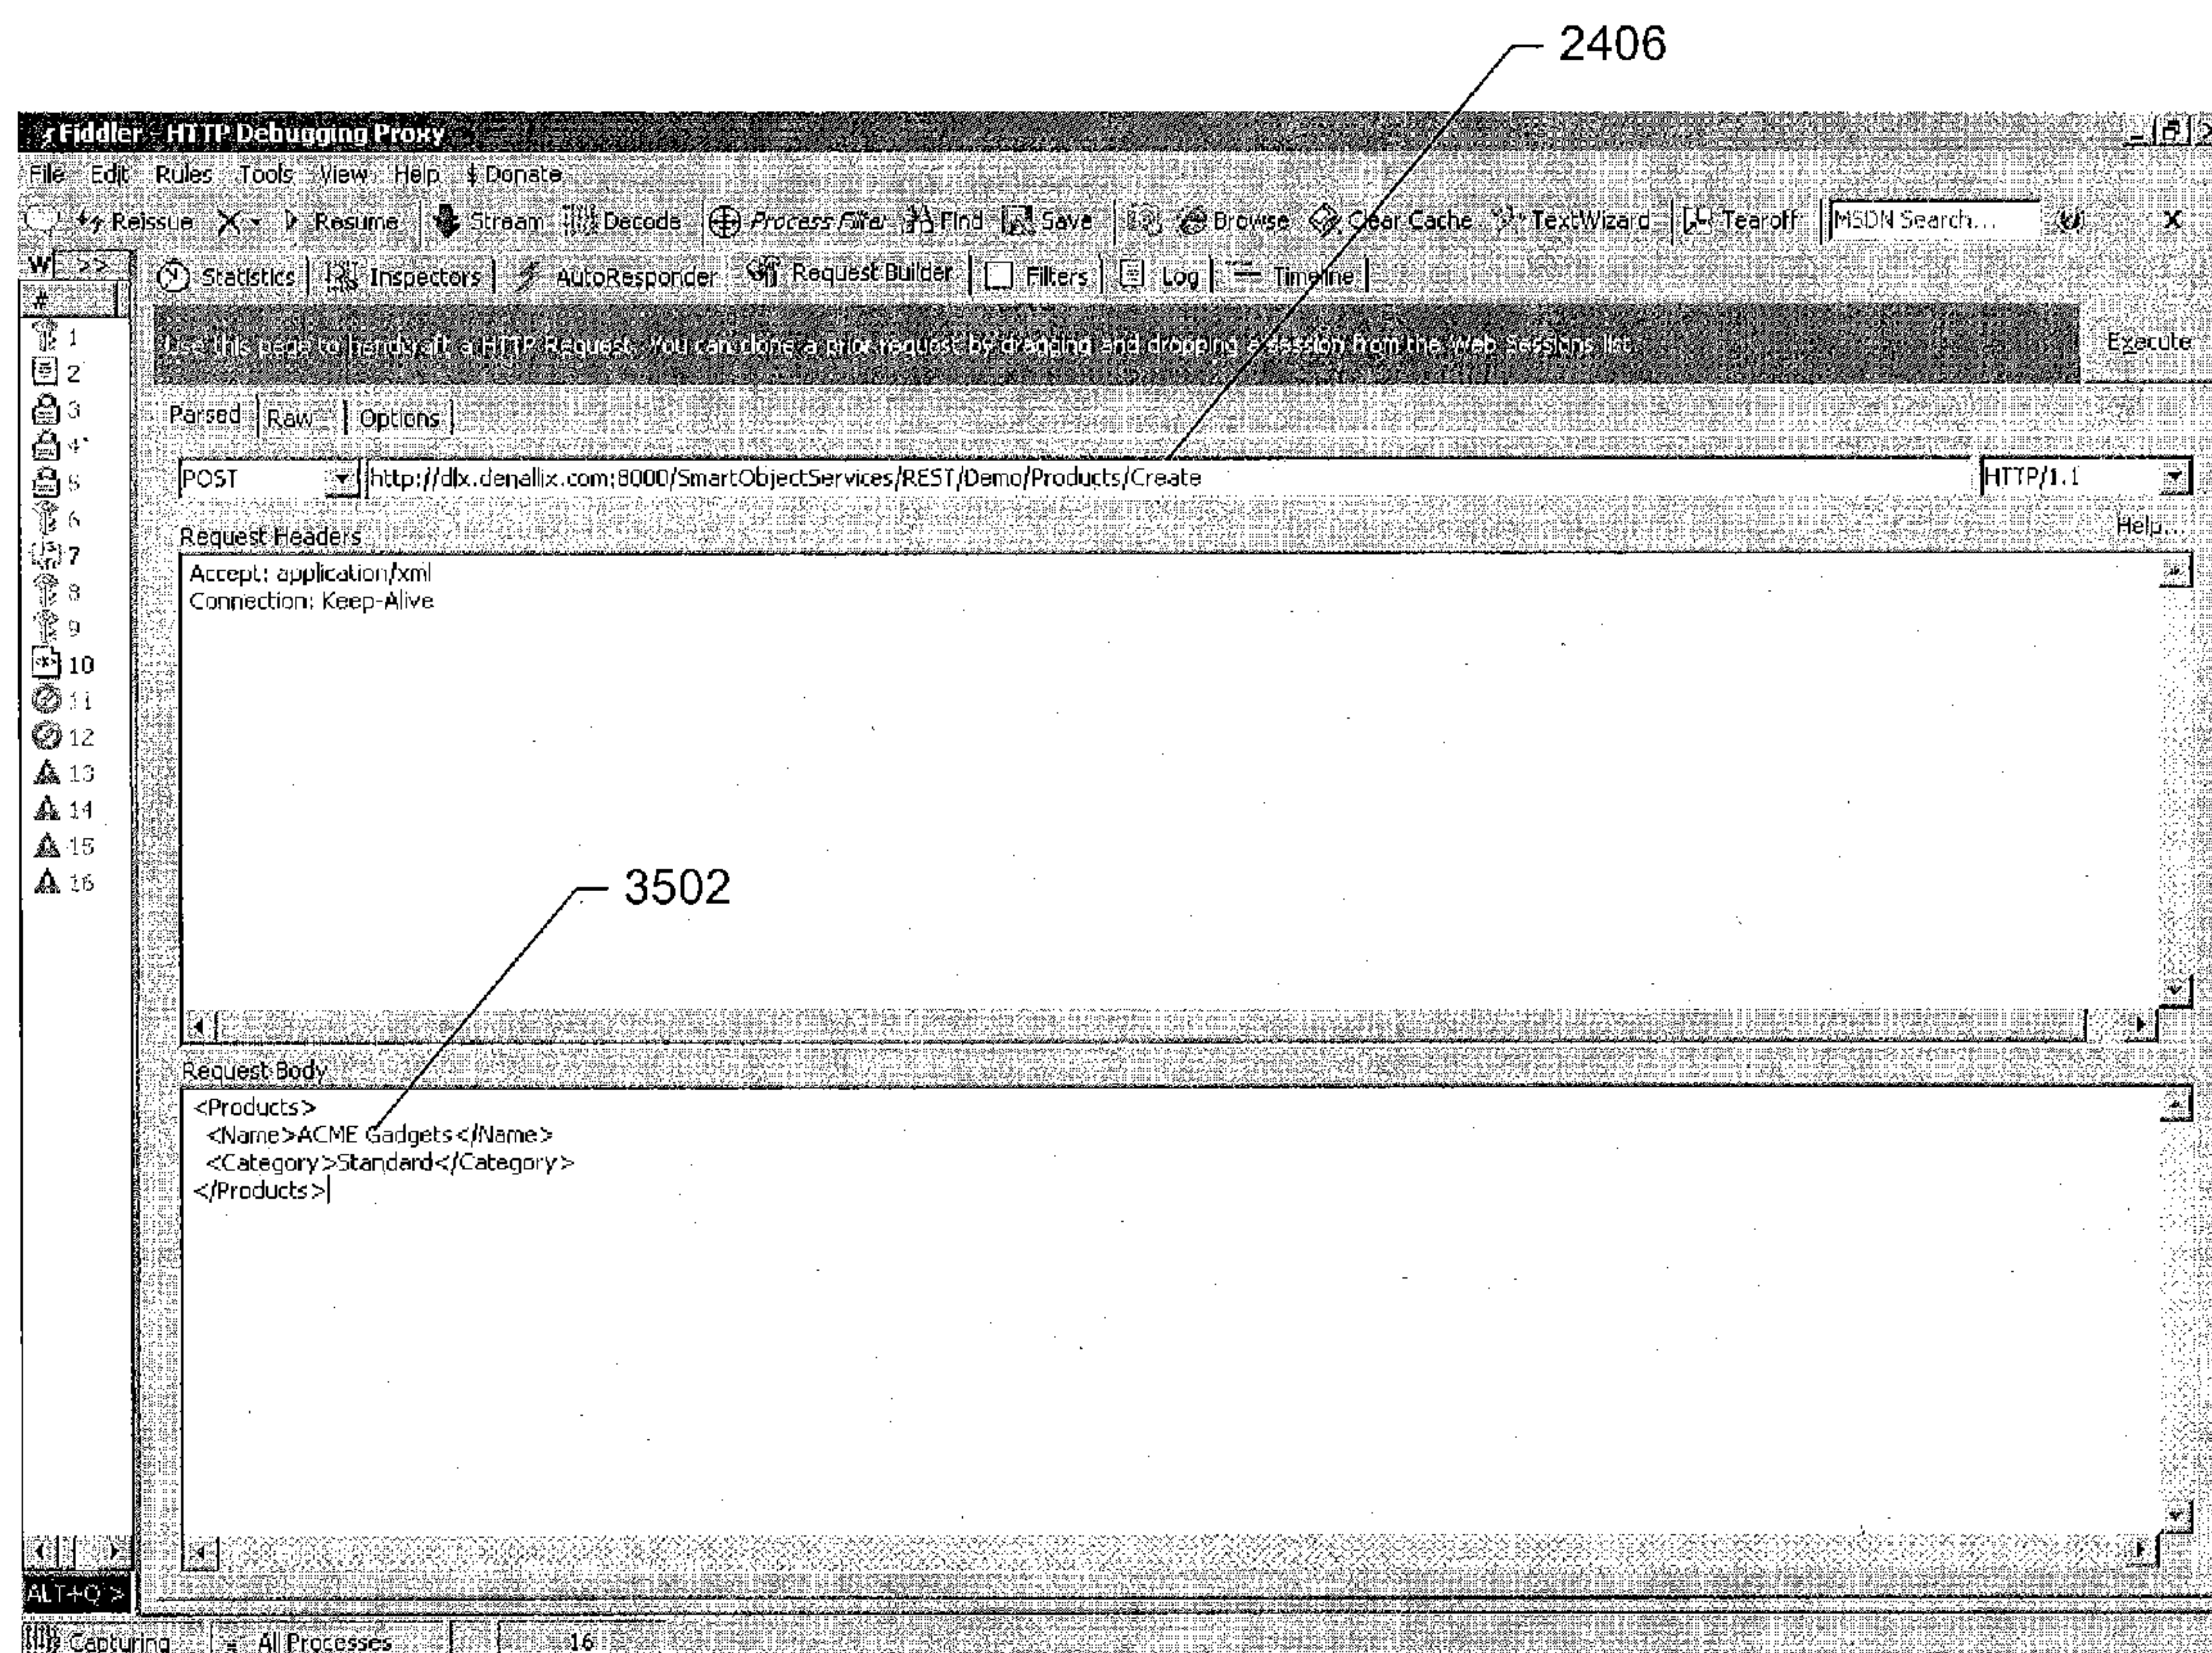 2406
Fiddler - HTTP Debugging Proxy
File Edit Rules Tools View Help $ Donate
Reissue Resume Stream Decode Process Filter Find Save Browse Clear Cache TextWizard Tearoff MSDN Search...
W >>
Statistics Inspectors AutoResponder Request Builder Filters Log Timeline
#
Use this page to handcraft a HTTP Request. You can clone a prior request by dragging and dropping a session from the Web Sessions list.
Execute
1
2
3
4
5
6
7
8
9
10
11
12
13
14
15
16
Parsed Raw Options
POST http://dlx.denallix.com:8000/SmartObjectServices/REST/Demo/Products/Create HTTP/1.1
Help...
Request Headers
Accept: application/xml
Connection: Keep-Alive
3502
Request Body
<Products>
<Name>ACME Gadgets</Name>
<Category>Standard</Category>
</Products>
ALT+Q >
Capturing All Processes 16